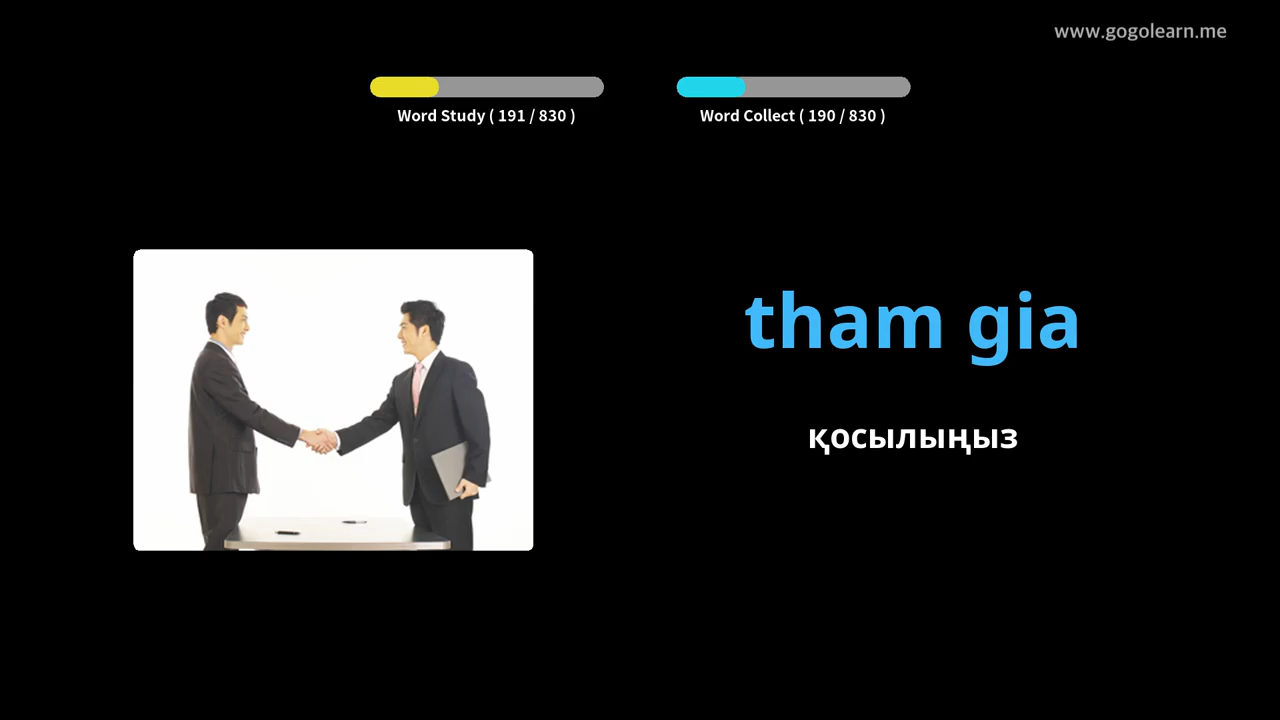 www.gogolearn.me
Word Study ( 191 / 830 )
Word Collect ( 190 / 830 )
tham gia
қосылыңыз